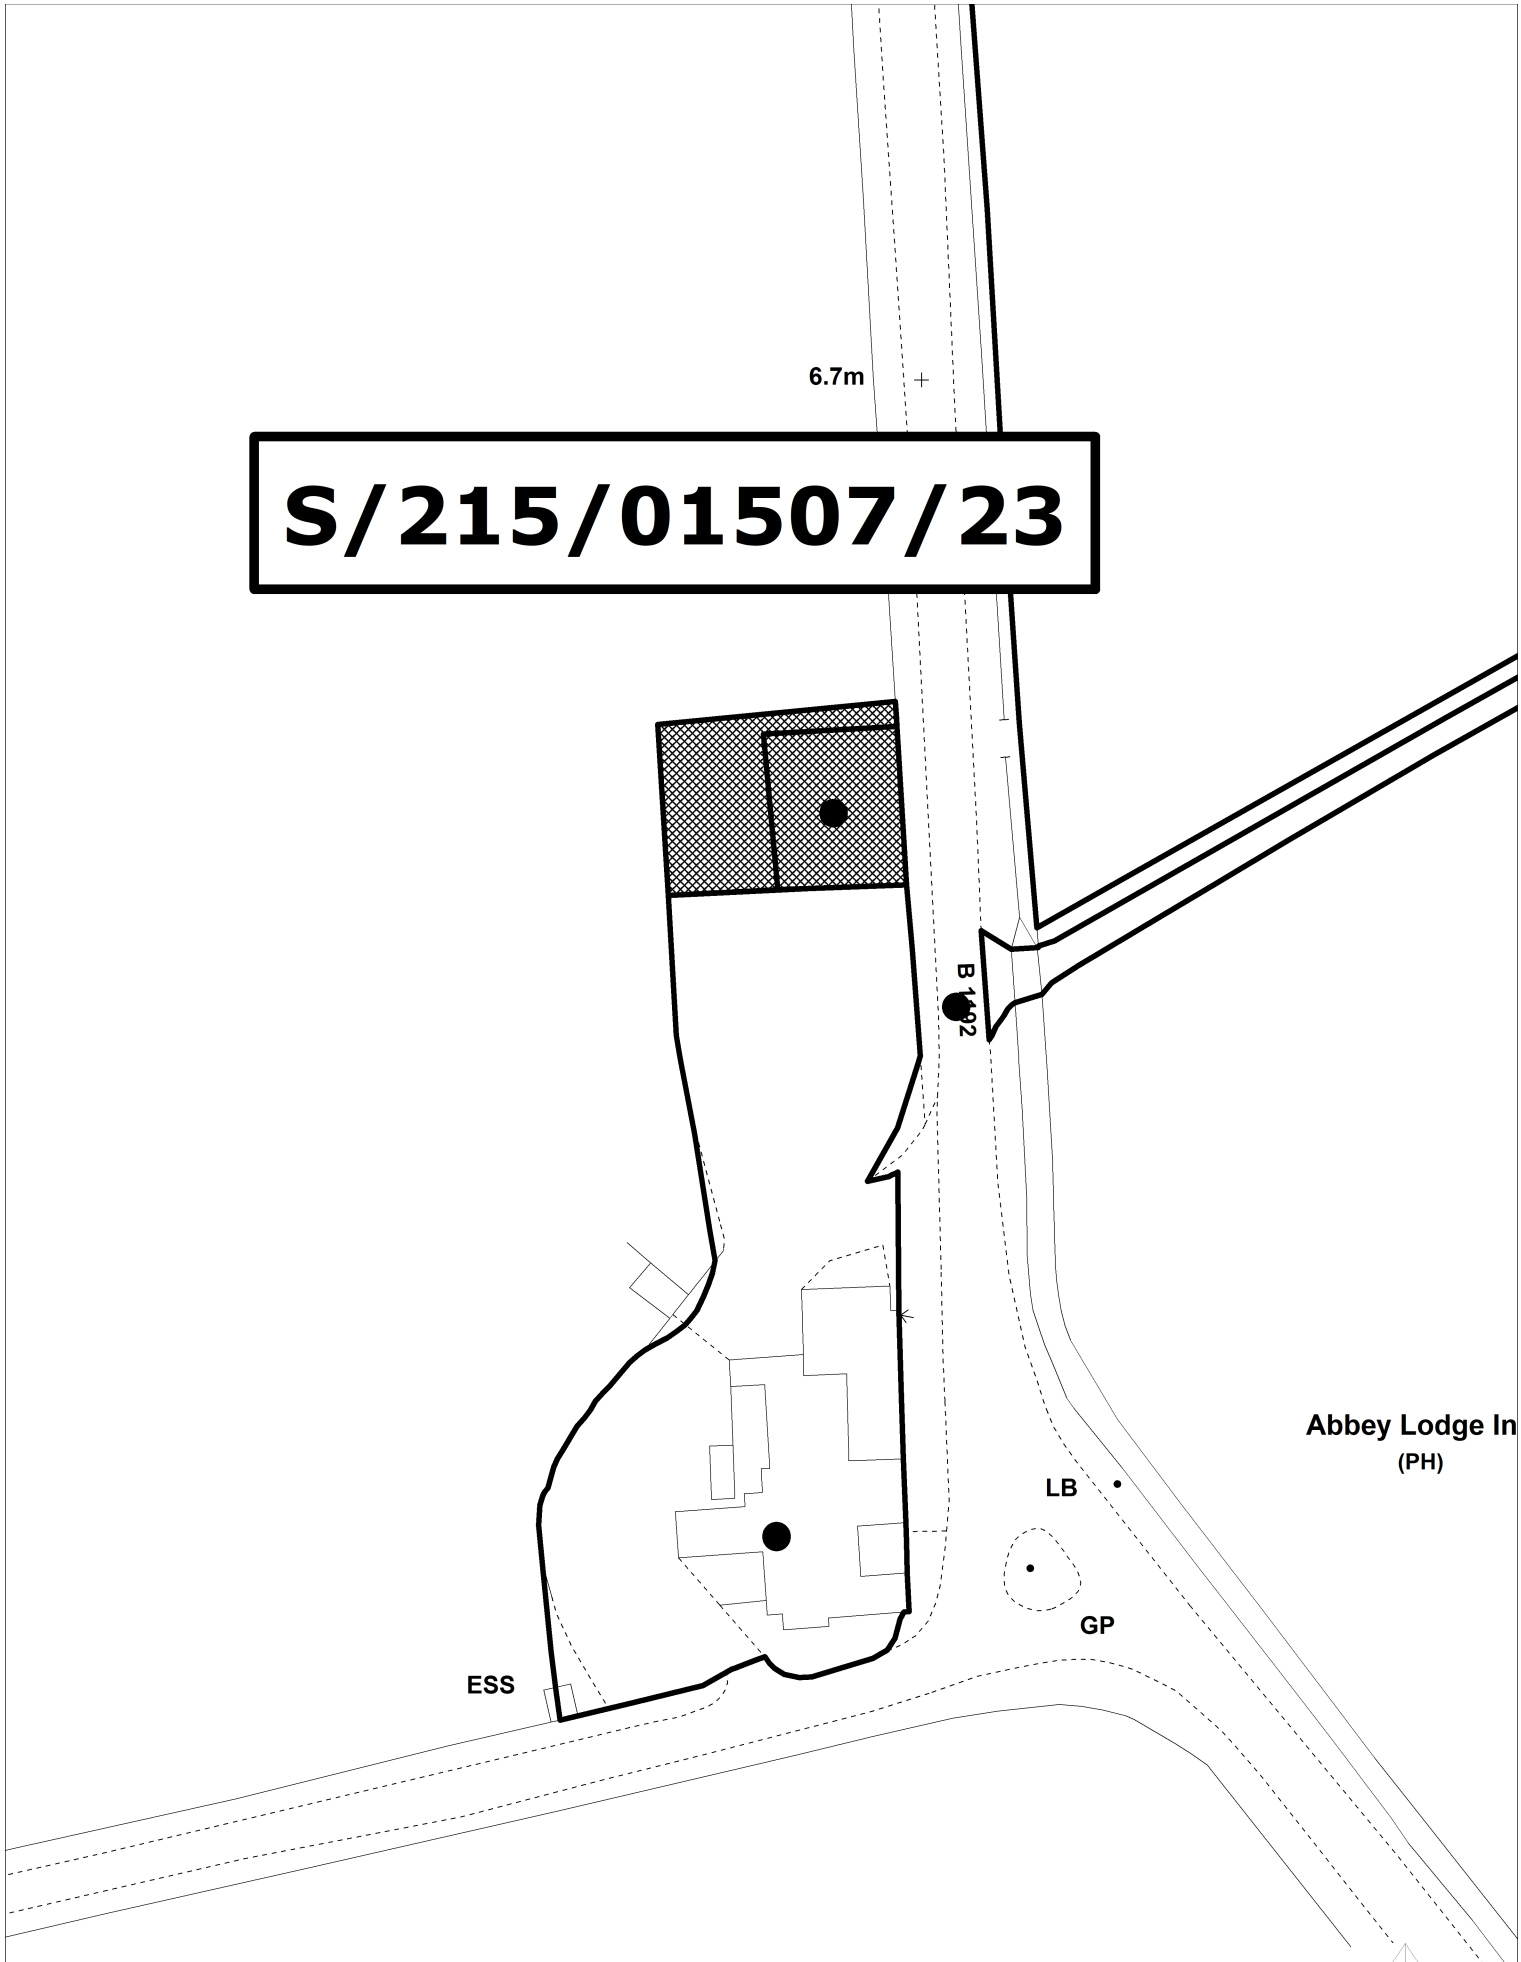 6.7m
S/215/01507/23
B 1192
Abbey Lodge In
(PH)
LB
GP
ESS